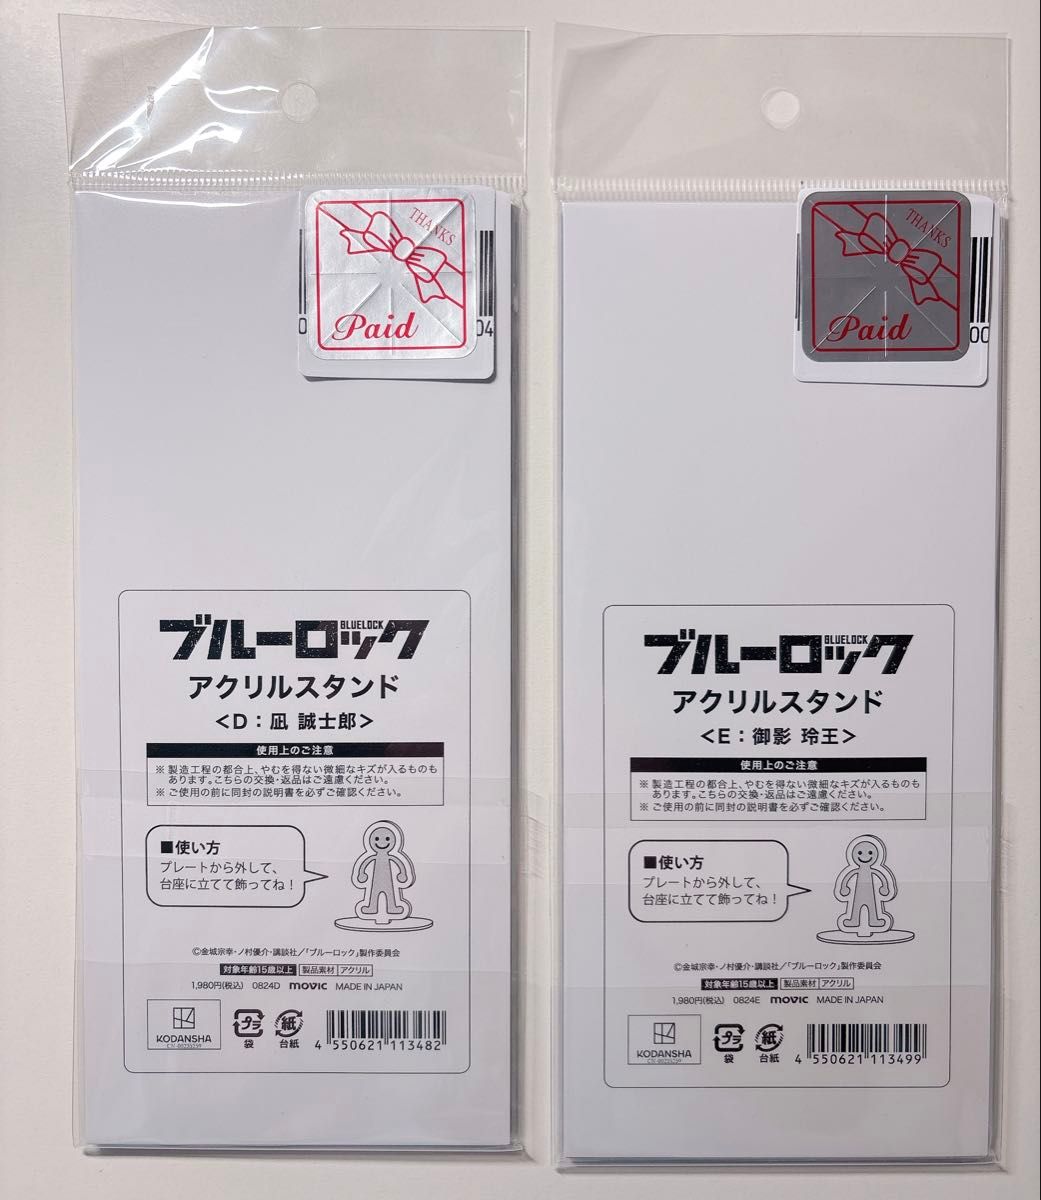 THANKS
Paid
0
04
ブルーロック
BLUELOCK
アクリルスタンド
<D：凪 誠士郎>
使用上のご注意
※ 製造工程の都合上、やむを得ない微細なキズが入るものも
あります。こちらの交換・返品はご遠慮ください。
※ ご使用の前に同封の説明書を必ずご確認ください。
■使い方
プレートから外して、
台座に立てて飾ってね！
©金城宗幸・ノ村優介・講談社／「ブルーロック」製作委員会
対象年齢15歳以上 製品素材 アクリル
1,980円(税込) 0824D movic MADE IN JAPAN
KODANSHA
プラ
袋
紙
台紙
4 550621 113482
THANKS
Paid
00
ブルーロック
BLUELOCK
アクリルスタンド
<E：御影 玲王>
使用上のご注意
※ 製造工程の都合上、やむを得ない微細なキズが入るものも
あります。こちらの交換・返品はご遠慮ください。
※ ご使用の前に同封の説明書を必ずご確認ください。
■使い方
プレートから外して、
台座に立てて飾ってね！
©金城宗幸・ノ村優介・講談社／「ブルーロック」製作委員会
対象年齢15歳以上 製品素材 アクリル
1,980円(税込) 0824E movic MADE IN JAPAN
KODANSHA
プラ
袋
紙
台紙
4 550621 113499